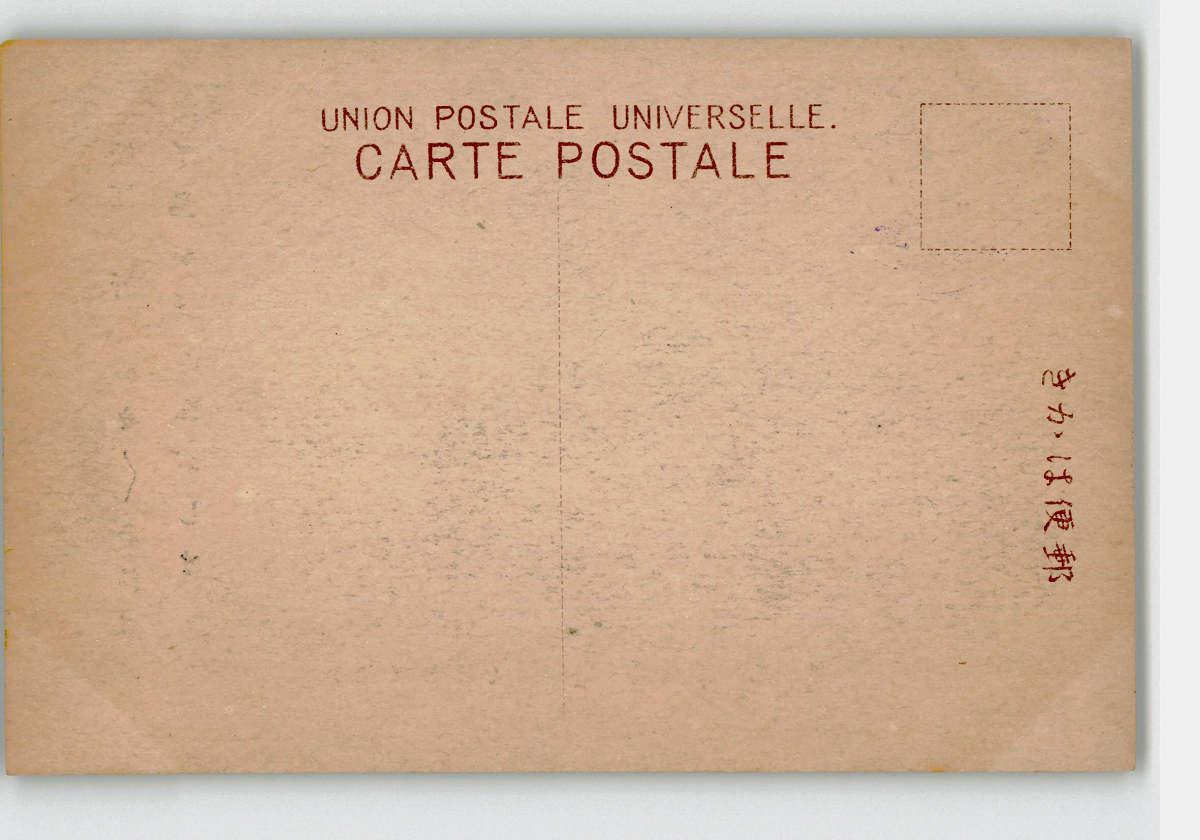 UNION POSTALE UNIVERSELLE.
CARTE POSTALE
きがは便郵